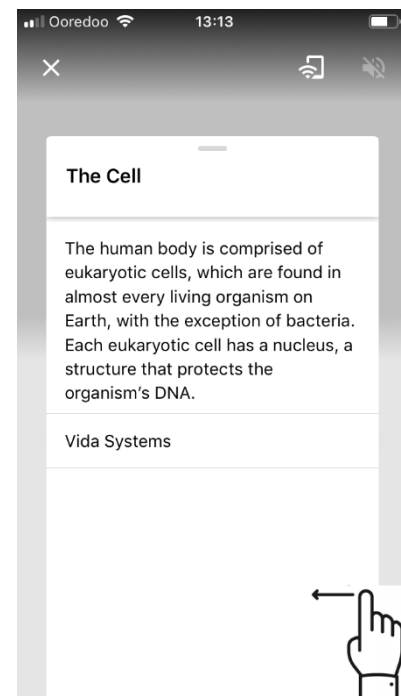 Ooredoo 13:13
The Cell
The human body is comprised of
eukaryotic cells, which are found in
almost every living organism on
Earth, with the exception of bacteria.
Each eukaryotic cell has a nucleus, a
structure that protects the
organism's DNA.
Vida Systems